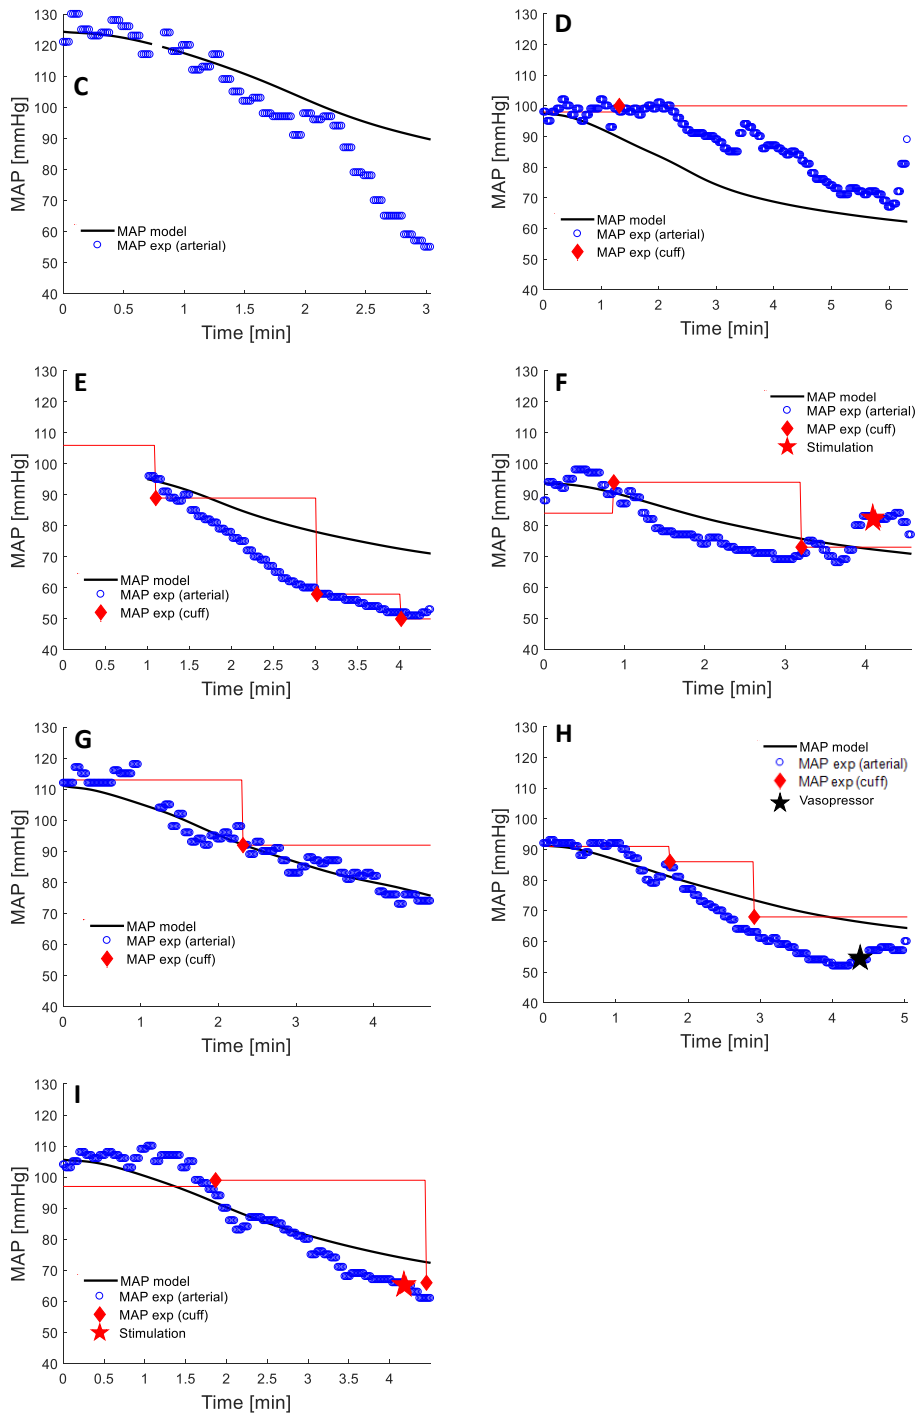 C
MAP [mmHg]
130
120
110
100
90
80
70
60
50
40
MAP model
MAP exp (arterial)
0
0.5
1
1.5
2
2.5
3
Time [min]
D
MAP [mmHg]
130
120
110
100
90
80
70
60
50
40
MAP model
MAP exp (arterial)
MAP exp (cuff)
0
1
2
3
4
5
6
Time [min]
E
MAP [mmHg]
130
120
110
100
90
80
70
60
50
40
MAP model
MAP exp (arterial)
MAP exp (cuff)
0
0.5
1
1.5
2
2.5
3
3.5
4
Time [min]
F
MAP [mmHg]
130
120
110
100
90
80
70
60
50
40
MAP model
MAP exp (arterial)
MAP exp (cuff)
Stimulation
0
1
2
3
4
Time [min]
G
MAP [mmHg]
130
120
110
100
90
80
70
60
50
40
MAP model
MAP exp (arterial)
MAP exp (cuff)
0
1
2
3
4
Time [min]
H
MAP [mmHg]
130
120
110
100
90
80
70
60
50
40
MAP model
MAP exp (arterial)
MAP exp (cuff)
Vasopressor
0
1
2
3
4
5
Time [min]
I
MAP [mmHg]
130
120
110
100
90
80
70
60
50
40
MAP model
MAP exp (arterial)
MAP exp (cuff)
Stimulation
0
0.5
1
1.5
2
2.5
3
3.5
4
Time [min]